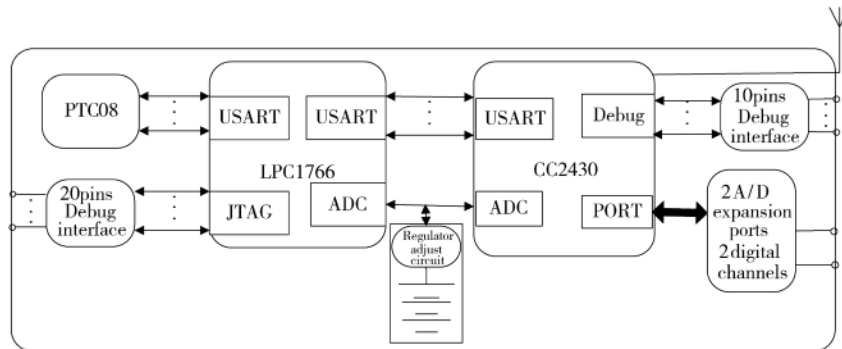 PTC08
USART
USART
LPC1766
JTAG
ADC
20pins
Debug
interface
Regulator
adjust
circuit
USART
Debug
CC2430
ADC
PORT
10pins
Debug
interface
2A/D
expansion
ports
2digital
channels